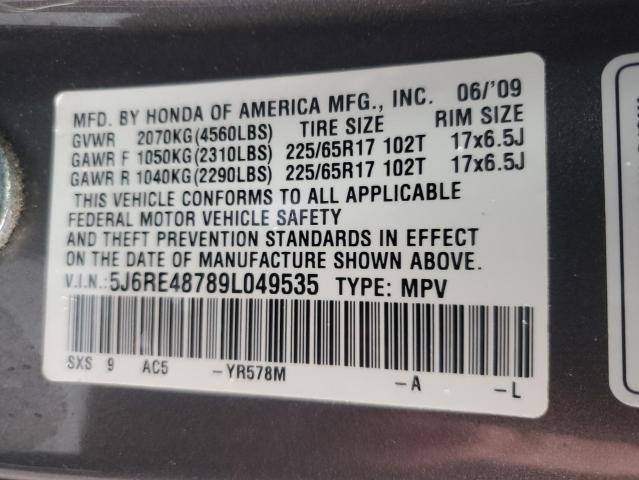 MFD. BY HONDA OF AMERICA MFG., INC. 06/'09
GVWR 2070KG(4560LBS) TIRE SIZE RIM SIZE
GAWR F 1050KG(2310LBS) 225/65R17 102T 17x6.5J
GAWR R 1040KG(2290LBS) 225/65R17 102T 17x6.5J
THIS VEHICLE CONFORMS TO ALL APPLICABLE
FEDERAL MOTOR VEHICLE SAFETY
AND THEFT PREVENTION STANDARDS IN EFFECT
ON THE DATE OF MANUFACTURE SHOWN ABOVE.
V.I.N.:5J6RE48789L049535 TYPE: MPV
SXS 9 AC5 -YR578M -A -L